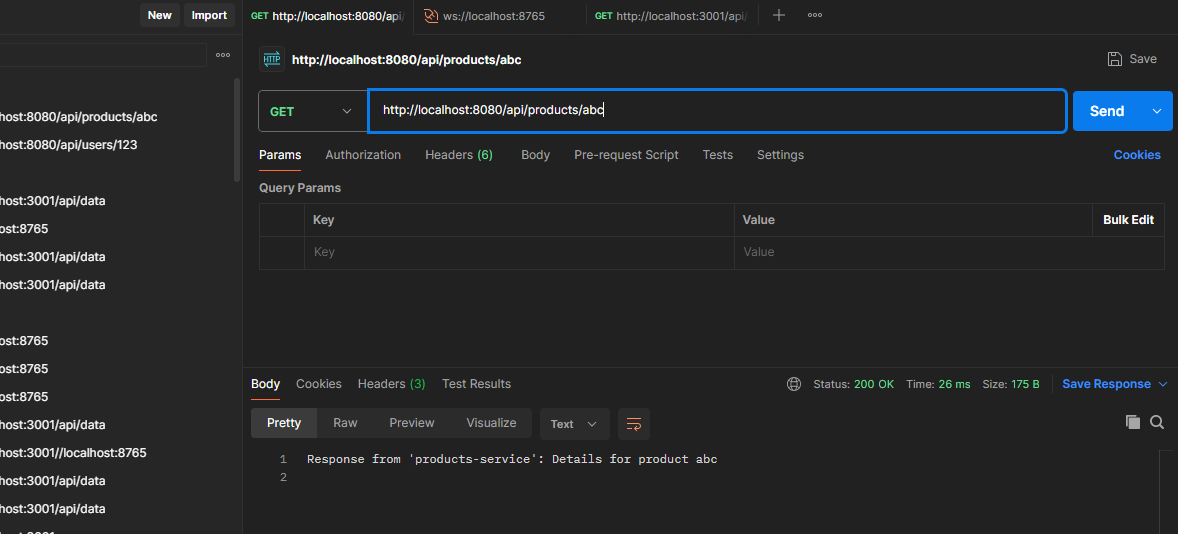 New Import
GET http://localhost:8080/api/ ws://localhost:8765 GET http://localhost:3001/api/
HTTP http://localhost:8080/api/products/abc Save
GET http://localhost:8080/api/products/abc Send
host:8080/api/products/abc
host:8080/api/users/123
host:3001/api/data
ost:8765
host:3001/api/data
host:3001/api/data
ost:8765
ost:8765
ost:8765
host:3001/api/data
host:3001//localhost:8765
host:3001/api/data
host:3001/api/data
Params Authorization Headers (6) Body Pre-request Script Tests Settings Cookies
Query Params
Key Value Bulk Edit
Key Value
Body Cookies Headers (3) Test Results Status: 200 OK Time: 26 ms Size: 175 B Save Response
Pretty Raw Preview Visualize Text
1 Response from 'products-service': Details for product abc
2